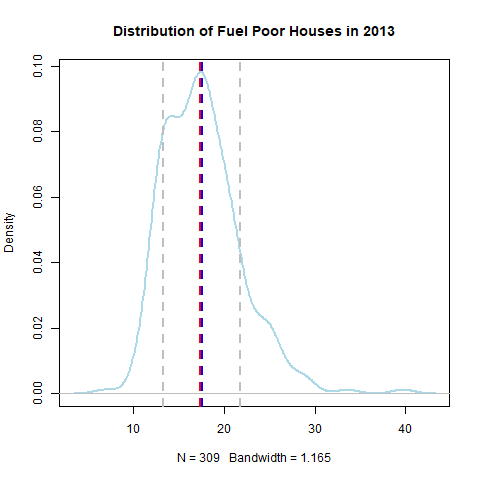 Distribution of Fuel Poor Houses in 2013
0.10
0.08
0.06
0.04
0.02
0.00
Density
10 20 30 40
N = 309 Bandwidth = 1.165